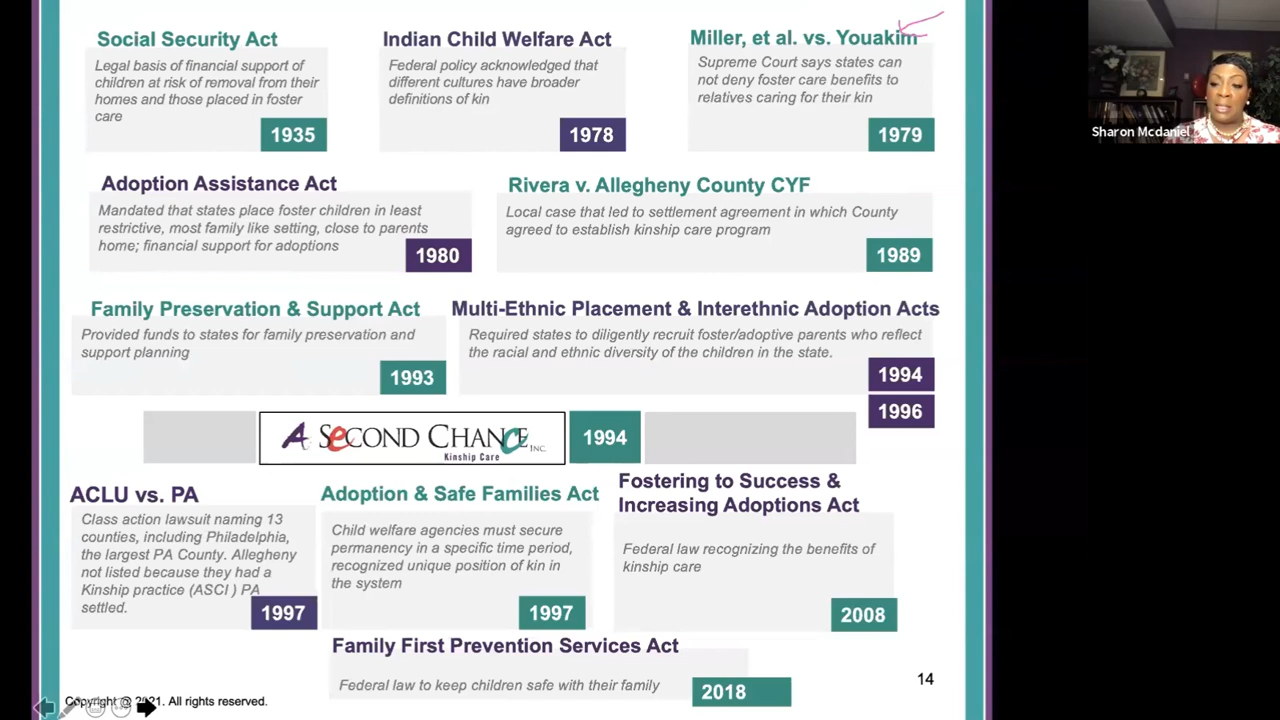 Social Security Act
Legal basis of financial support of
children at risk of removal from their
homes and those placed in foster
care
1935
Indian Child Welfare Act
Federal policy acknowledged that
different cultures have broader
definitions of kin
1978
Miller, et al. vs. Youakim
Supreme Court says states can
not deny foster care benefits to
relatives caring for their kin
1979
Sharon Mcdaniel
Adoption Assistance Act
Mandated that states place foster children in least
restrictive, most family like setting, close to parents
home; financial support for adoptions
1980
Rivera v. Allegheny County CYF
Local case that led to settlement agreement in which County
agreed to establish kinship care program
1989
Family Preservation & Support Act
Provided funds to states for family preservation and
support planning
1993
Multi-Ethnic Placement & Interethnic Adoption Acts
Required states to diligently recruit foster/adoptive parents who reflect
the racial and ethnic diversity of the children in the state.
1994
1996
A SeCOND CHANCE INC.
Kinship Care
1994
ACLU vs. PA
Class action lawsuit naming 13
counties, including Philadelphia,
the largest PA County. Allegheny
not listed because they had a
Kinship practice (ASCI ) PA
settled.
1997
Adoption & Safe Families Act
Child welfare agencies must secure
permanency in a specific time period,
recognized unique position of kin in
the system
1997
Fostering to Success &
Increasing Adoptions Act
Federal law recognizing the benefits of
kinship care
2008
Family First Prevention Services Act
Federal law to keep children safe with their family
2018
14
Copyright @ 2021. All rights reserved.